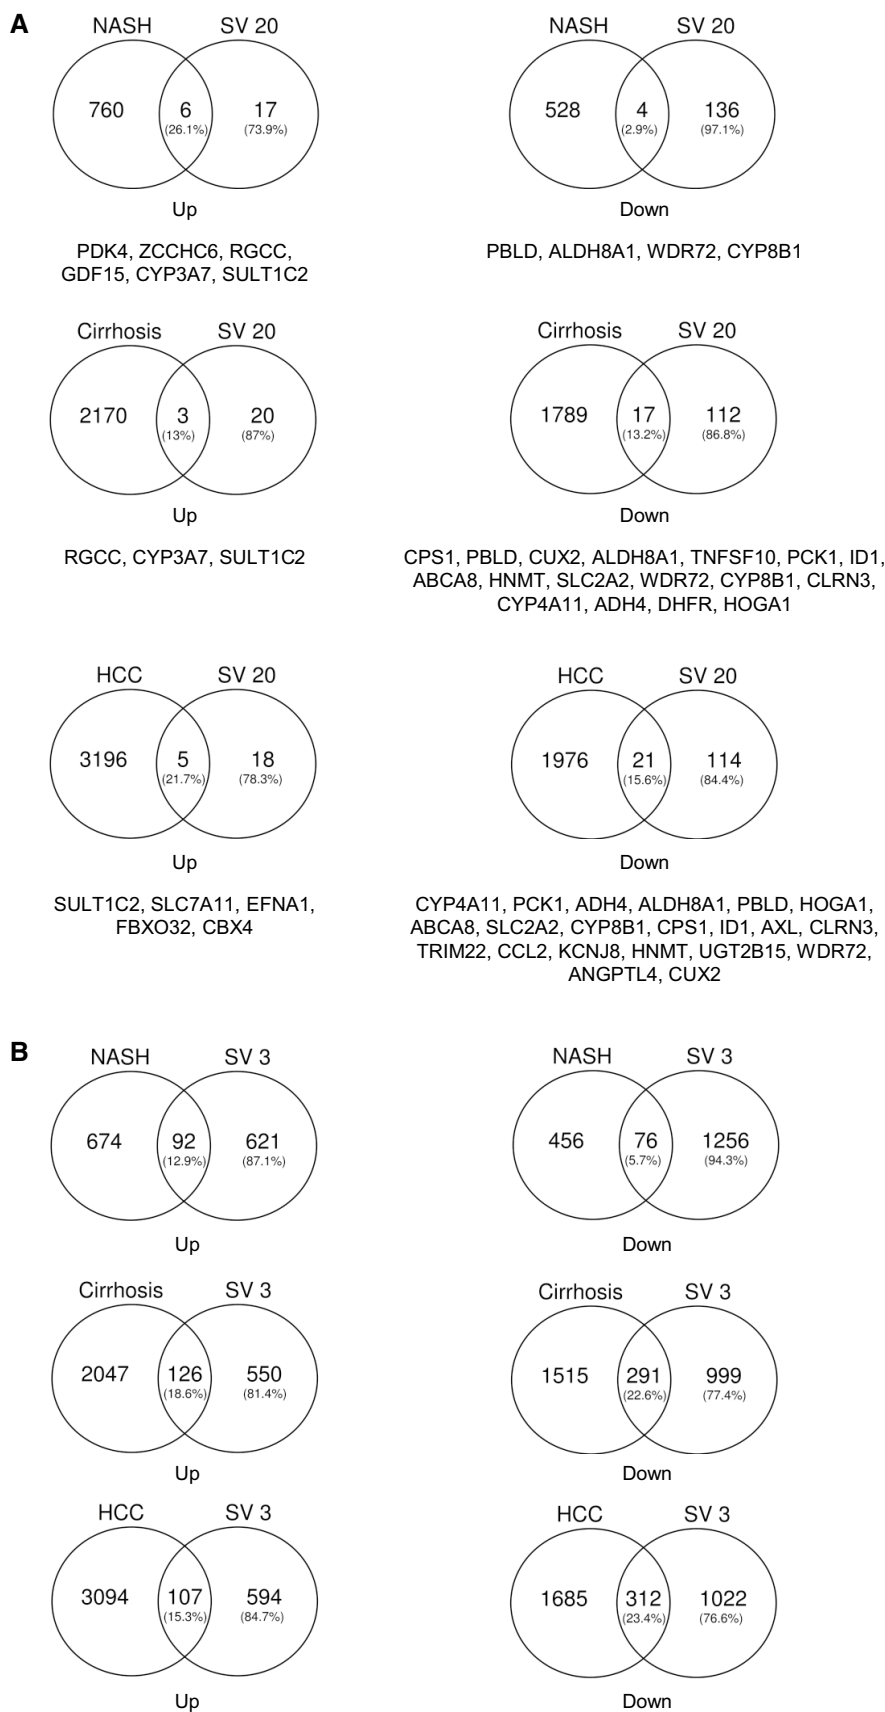 A
NASH SV 20
760 6 17
(26.1%) (73.9%)
Up
PDK4, ZCCHC6, RGCC,
GDF15, CYP3A7, SULT1C2
NASH SV 20
528 4 136
(2.9%) (97.1%)
Down
PBLD, ALDH8A1, WDR72, CYP8B1
Cirrhosis SV 20
2170 3 20
(13%) (87%)
Up
RGCC, CYP3A7, SULT1C2
Cirrhosis SV 20
1789 17 112
(13.2%) (86.8%)
Down
CPS1, PBLD, CUX2, ALDH8A1, TNFSF10, PCK1, ID1,
ABCA8, HNMT, SLC2A2, WDR72, CYP8B1, CLRN3,
CYP4A11, ADH4, DHFR, HOGA1
HCC SV 20
3196 5 18
(21.7%) (78.3%)
Up
SULT1C2, SLC7A11, EFNA1,
FBXO32, CBX4
HCC SV 20
1976 21 114
(15.6%) (84.4%)
Down
CYP4A11, PCK1, ADH4, ALDH8A1, PBLD, HOGA1,
ABCA8, SLC2A2, CYP8B1, CPS1, ID1, AXL, CLRN3,
TRIM22, CCL2, KCNJ8, HNMT, UGT2B15, WDR72,
ANGPTL4, CUX2
B
NASH SV 3
674 92 621
(12.9%) (87.1%)
Up
NASH SV 3
456 76 1256
(5.7%) (94.3%)
Down
Cirrhosis SV 3
2047 126 550
(18.6%) (81.4%)
Up
Cirrhosis SV 3
1515 291 999
(22.6%) (77.4%)
Down
HCC SV 3
3094 107 594
(15.3%) (84.7%)
Up
HCC SV 3
1685 312 1022
(23.4%) (76.6%)
Down